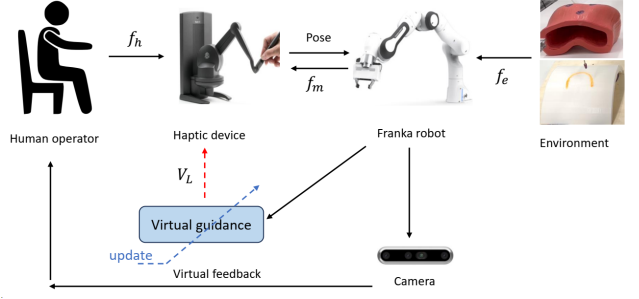 f_h
Pose
f_m
f_e
Human operator
Haptic device
Franka robot
Environment
V_L
Virtual guidance
update
Virtual feedback
Camera